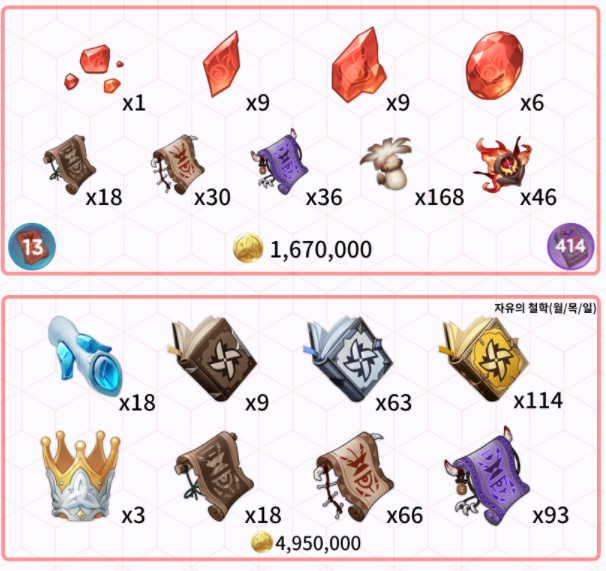 x1 x9 x9 x6
x18 x30 x36 x168 x46
13 1,670,000 414
자유의 철학(월/목/일)
x18 x9 x63 x114
x3 x18 x66 x93
4,950,000